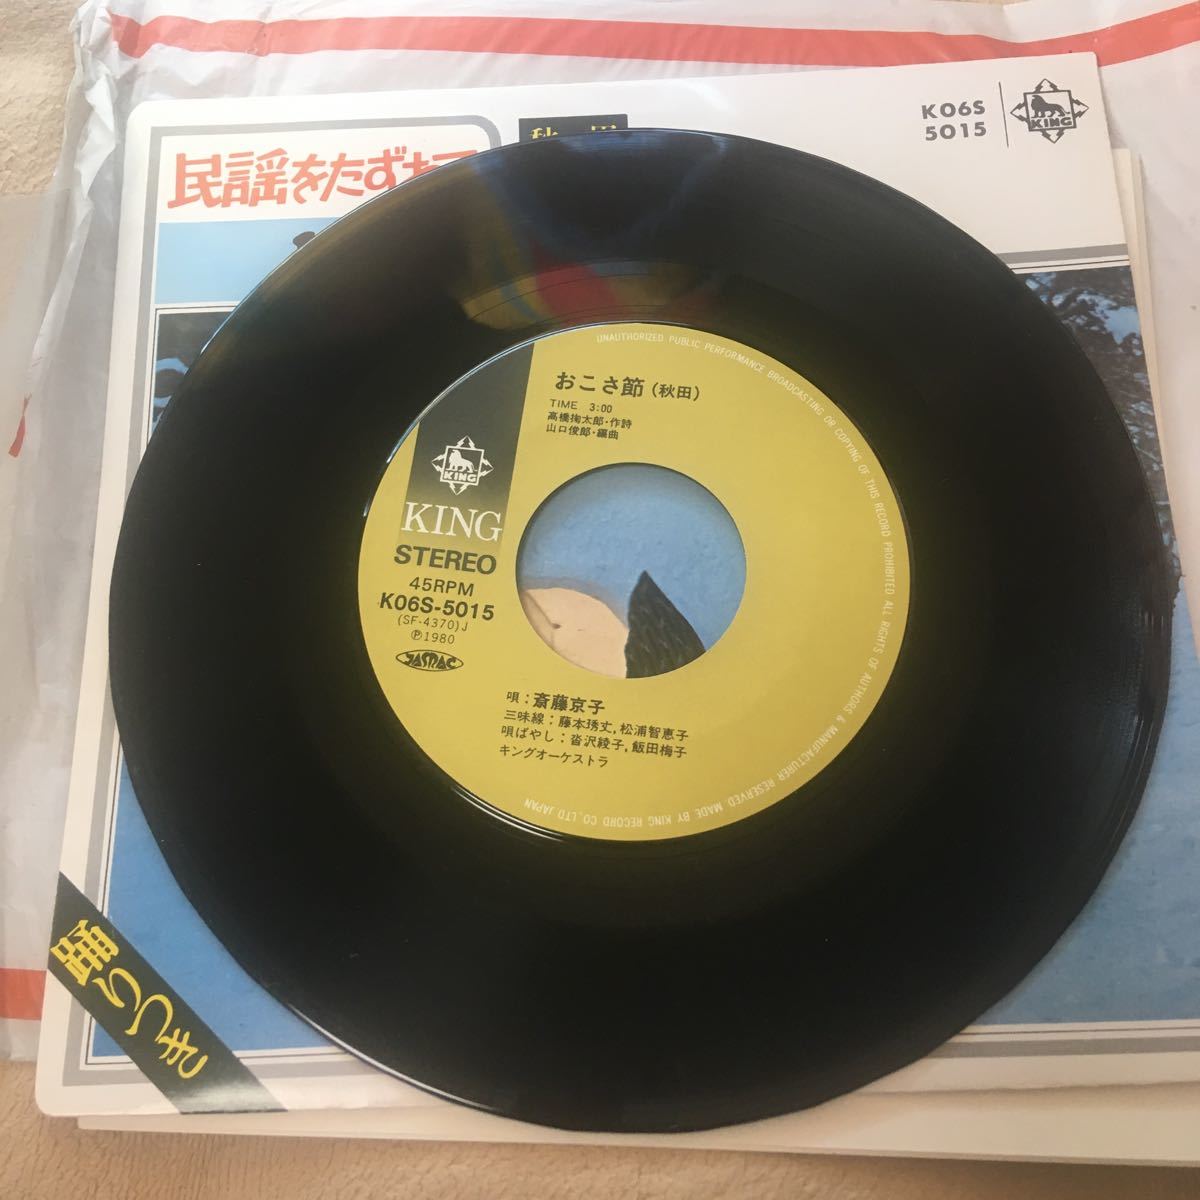 K06S
5015
KING
民謡をたずねて
秋田
おこさ節(秋田)
TIME 3:00
高橋掬太郎・作詩
山口俊郎・編曲
KING
KING
STEREO
45RPM
K06S-5015
(SF-4370)J
℗1980
JASRAC
唄:斎藤京子
三味線:藤本琇丈,松浦智恵子
唄ばやし:沓沢綾子,飯田梅子
キングオーケストラ
UNAUTHORIZED PUBLIC PERFORMANCE BROADCASTING OR COPYING OF THIS RECORD PROHIBITED ALL RIGHTS OF AUTHORS & MANUFACTURER RESERVED MADE BY KING RECORD CO., LTD JAPAN
踊りつき